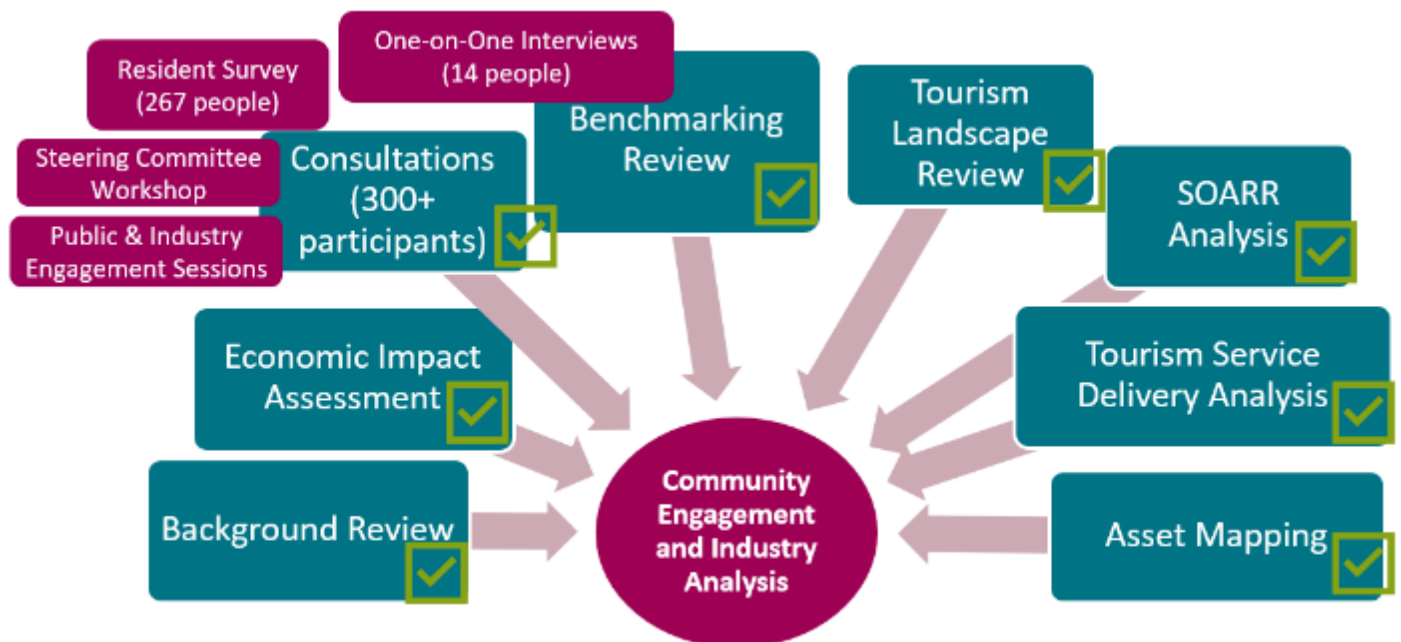 One-on-One Interviews
(14 people)
Resident Survey
(267 people)
Steering Committee
Workshop
Public & Industry
Engagement Sessions
Consultations
(300+
participants)
Benchmarking
Review
Tourism
Landscape
Review
SOARR
Analysis
Economic Impact
Assessment
Tourism Service
Delivery Analysis
Background Review
Asset Mapping
Community
Engagement
and Industry
Analysis